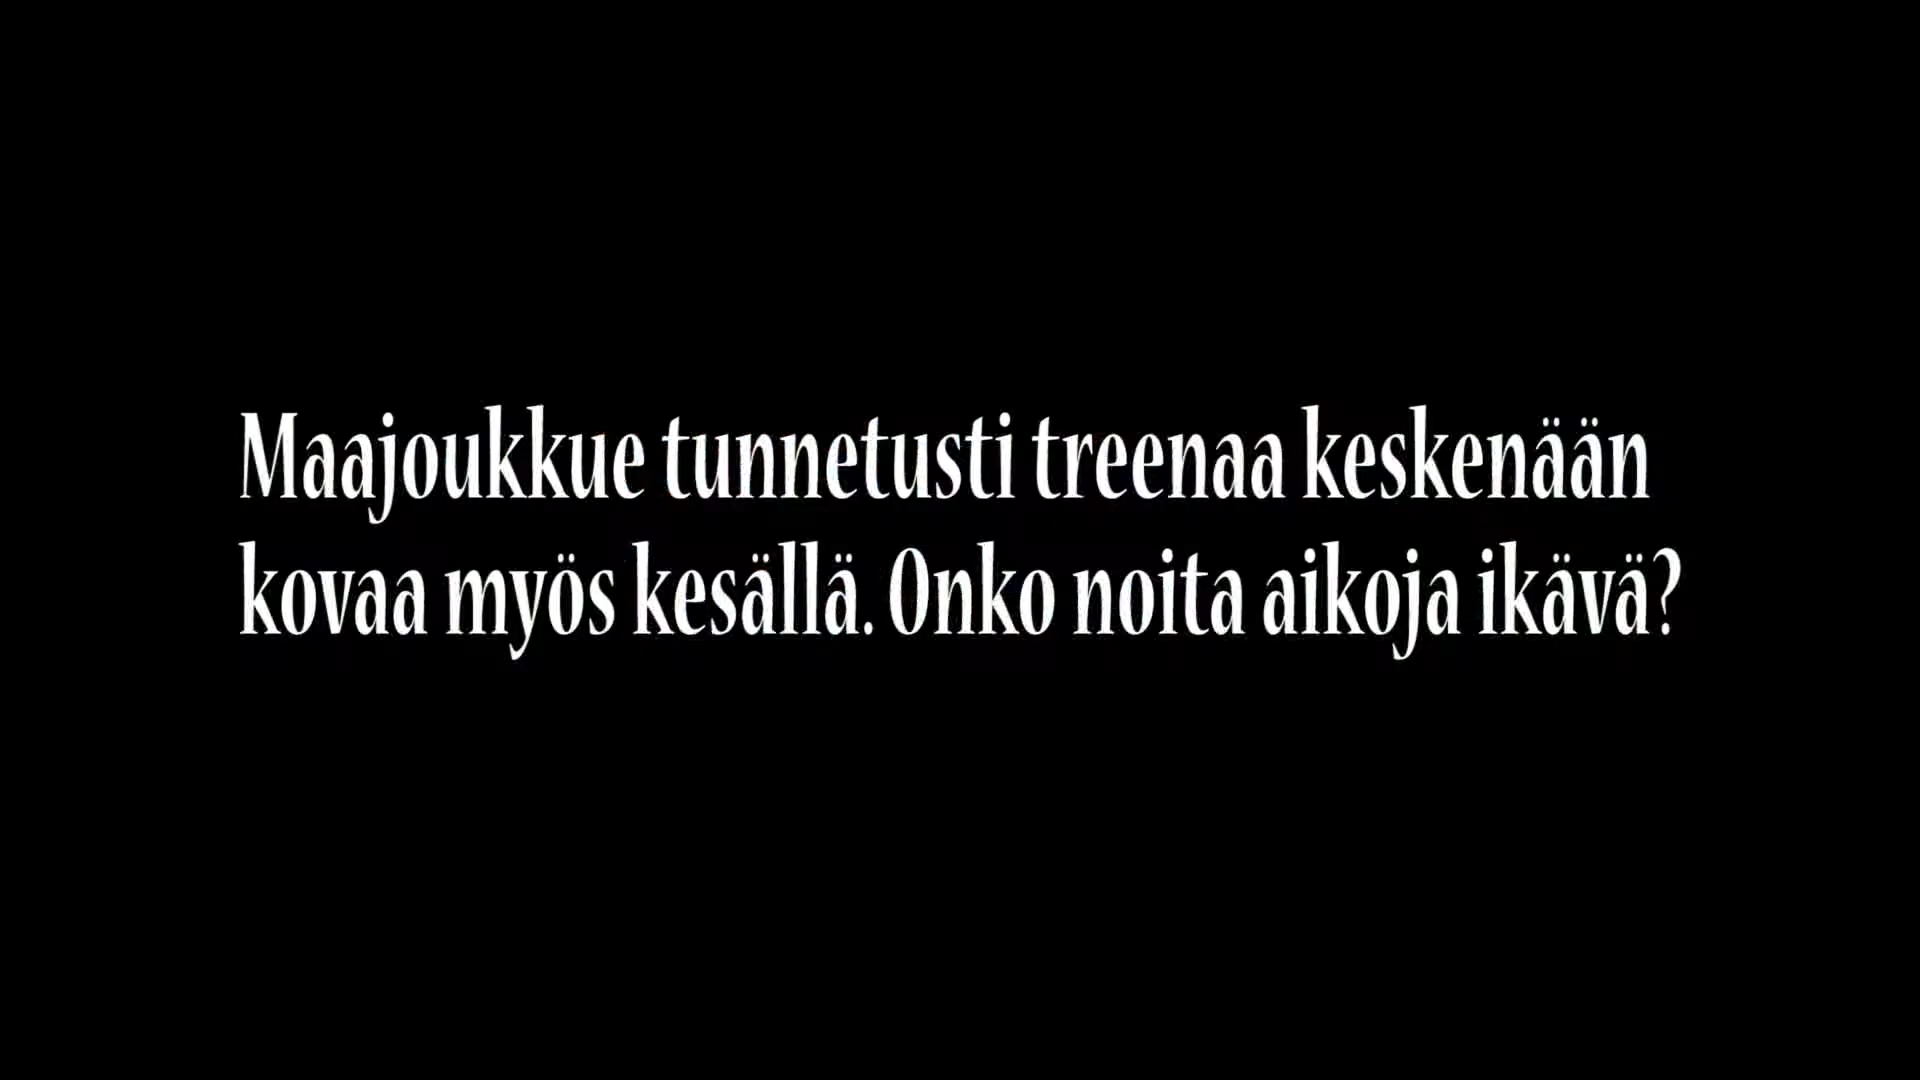 Maajoukkue tunnetusti treenaa keskenään
kovaa myös kesällä. Onko noita aikoja ikävä?